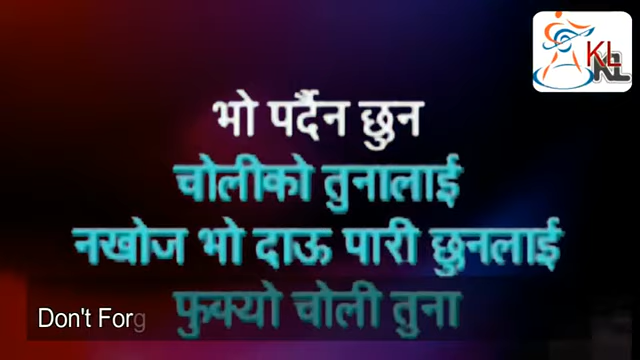 KL
NL
भो पर्दैन छुन
चोलीको तुनालाई
नखोज भो दाऊ पारी छुनलाई
फुक्यो चोली तुना
Don't Forg